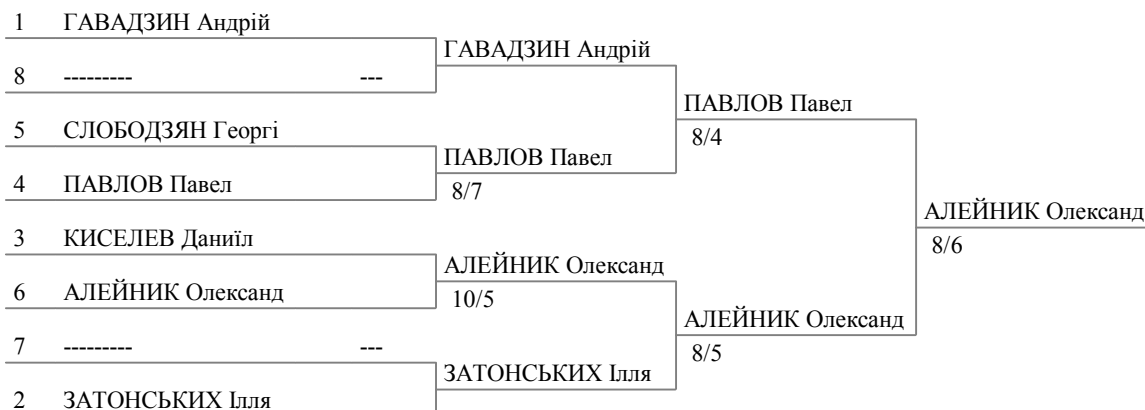 1 ГАВАДЗИН Андрій
ГАВАДЗИН Андрій
8 --------- ---
ПАВЛОВ Павел
5 СЛОБОДЗЯН Георгі
8/4
ПАВЛОВ Павел
4 ПАВЛОВ Павел
8/7
АЛЕЙНИК Олександ
3 КИСЕЛЕВ Даниїл
8/6
АЛЕЙНИК Олександ
6 АЛЕЙНИК Олександ
10/5
АЛЕЙНИК Олександ
7 --------- ---
8/5
ЗАТОНСЬКИХ Ілля
2 ЗАТОНСЬКИХ Ілля